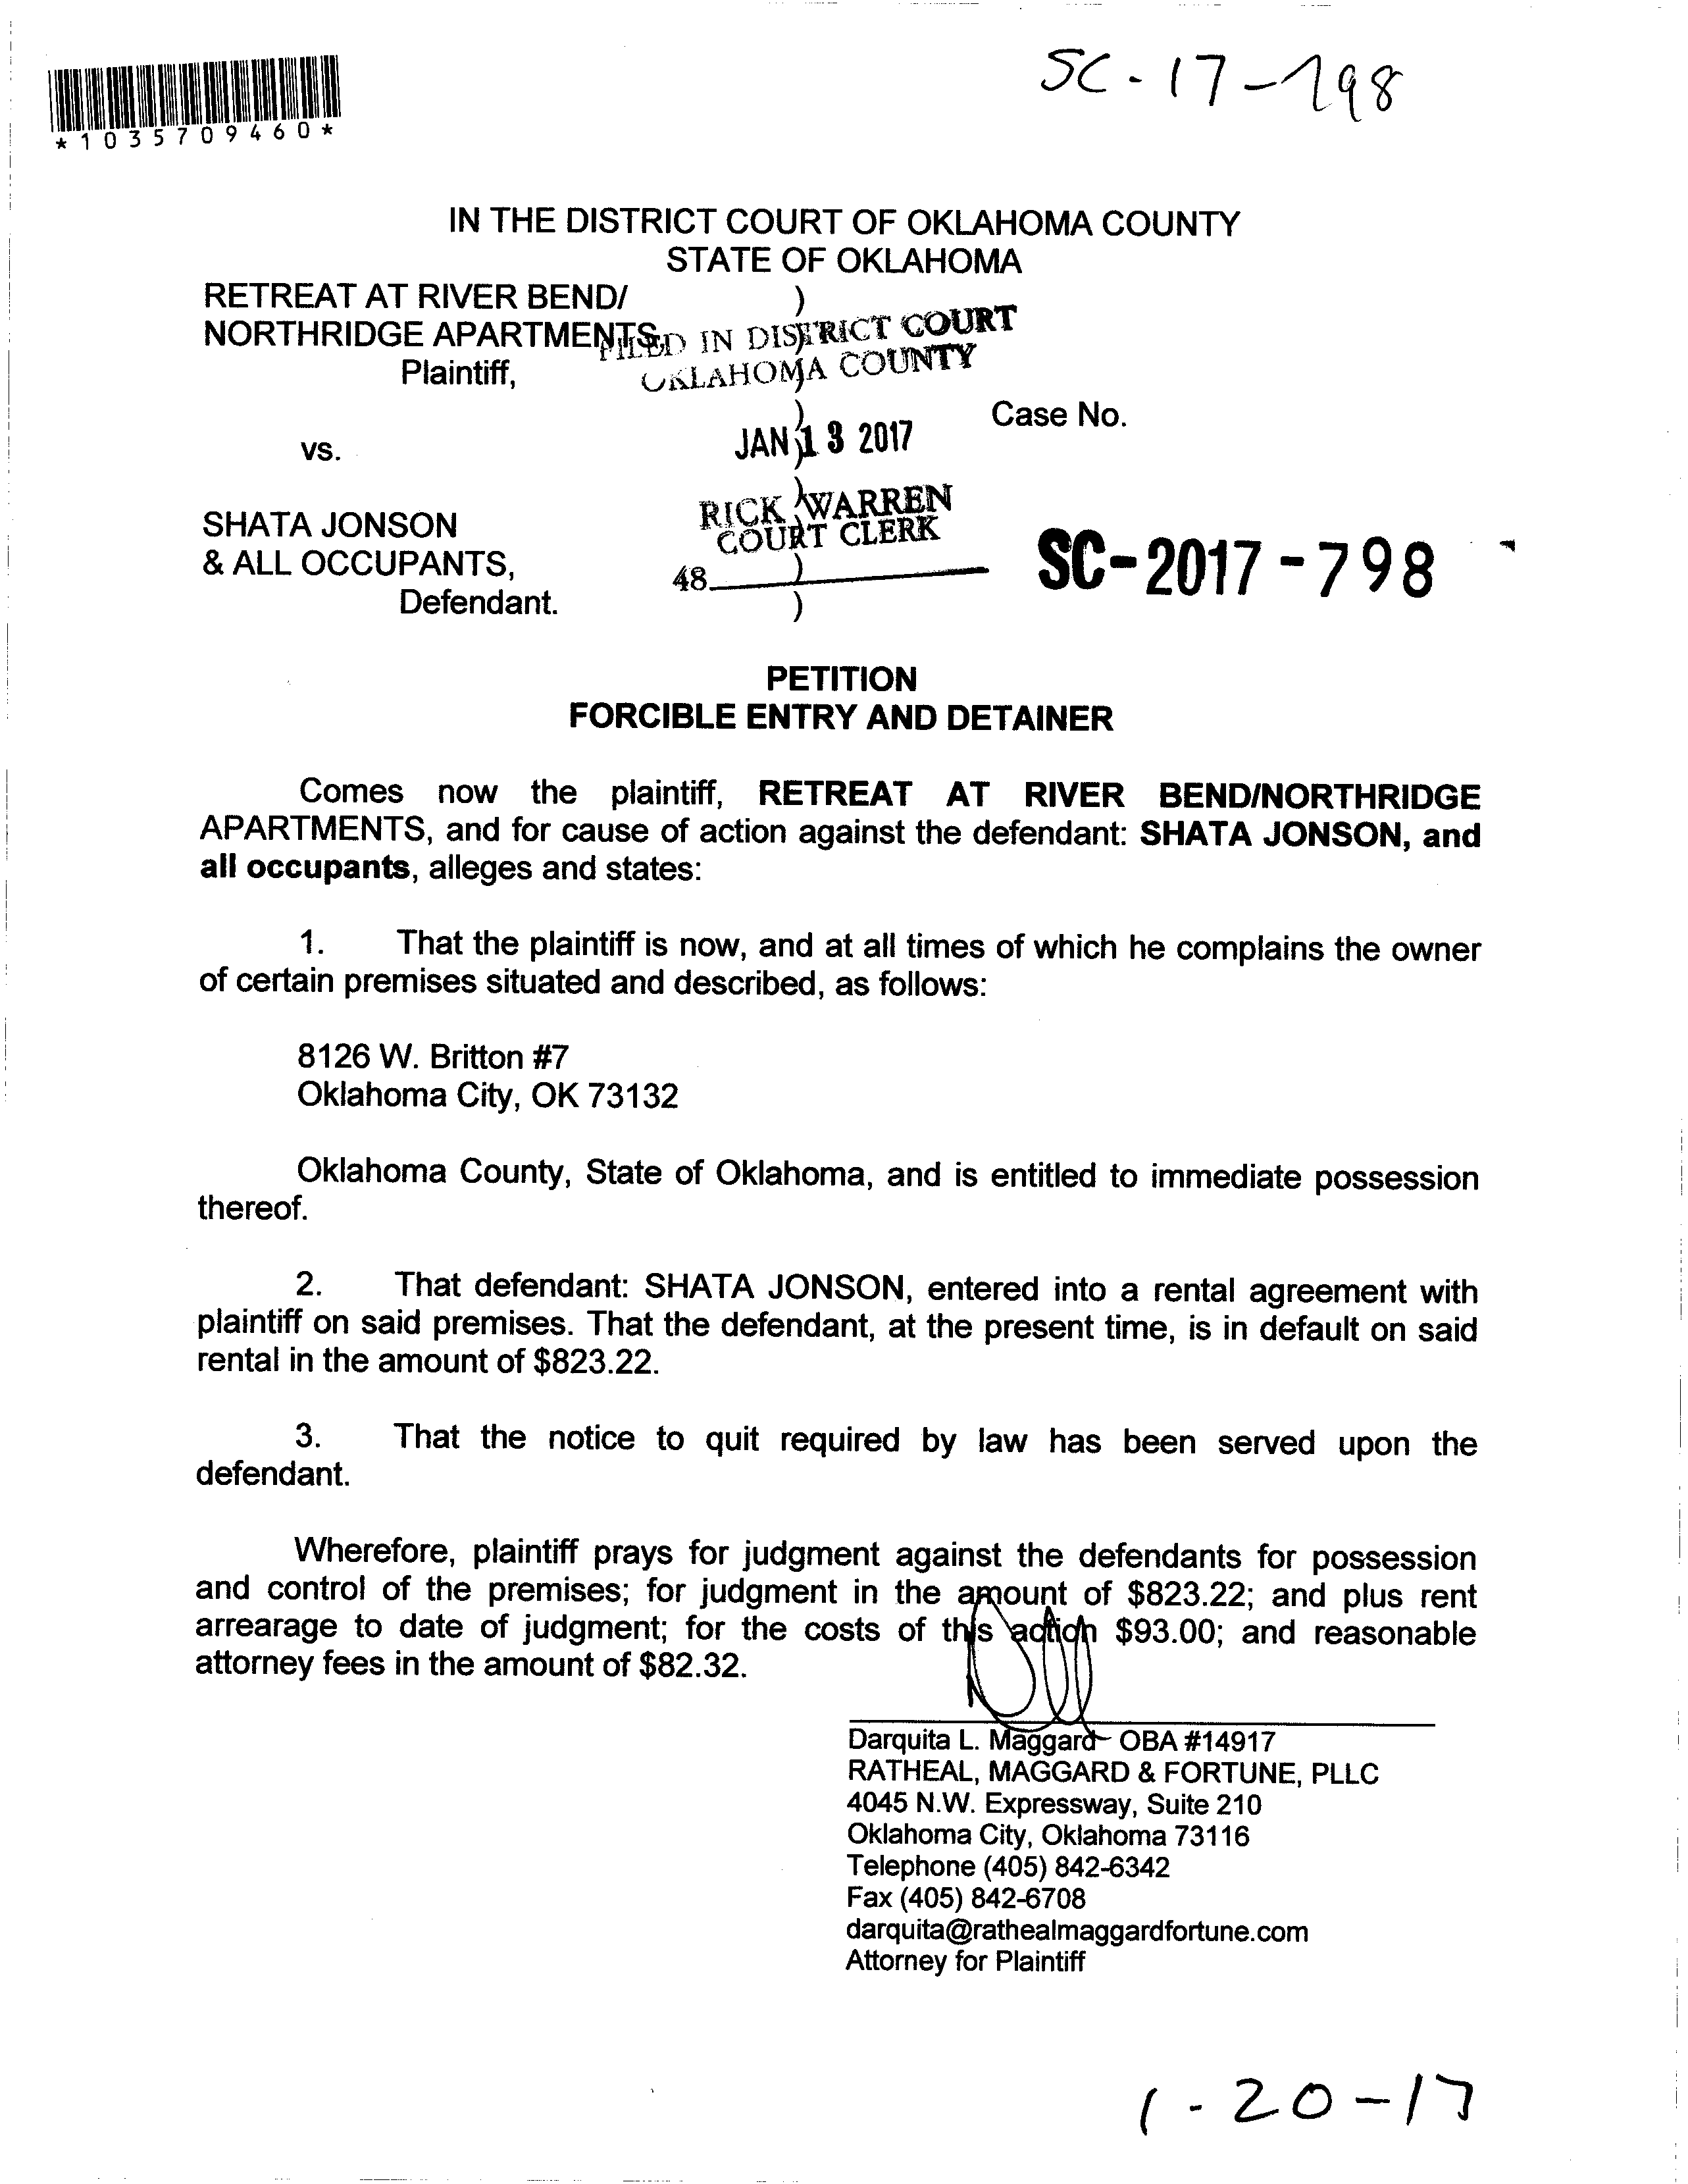 SC-17-798
*1035709460*
IN THE DISTRICT COURT OF OKLAHOMA COUNTY
STATE OF OKLAHOMA
RETREAT AT RIVER BEND/ )
NORTHRIDGE APARTMENTS, )
Plaintiff, )
FILED IN DISTRICT COURT
OKLAHOMA COUNTY
) Case No.
JAN 13 2017
vs. )
)
RICK WARREN
COURT CLERK
48
SHATA JONSON )
& ALL OCCUPANTS, )
Defendant. )
SC-2017-798
PETITION
FORCIBLE ENTRY AND DETAINER
Comes now the plaintiff, RETREAT AT RIVER BEND/NORTHRIDGE
APARTMENTS, and for cause of action against the defendant: SHATA JONSON, and
all occupants, alleges and states:
1. That the plaintiff is now, and at all times of which he complains the owner
of certain premises situated and described, as follows:
8126 W. Britton #7
Oklahoma City, OK 73132
Oklahoma County, State of Oklahoma, and is entitled to immediate possession
thereof.
2. That defendant: SHATA JONSON, entered into a rental agreement with
plaintiff on said premises. That the defendant, at the present time, is in default on said
rental in the amount of $823.22.
3. That the notice to quit required by law has been served upon the
defendant.
Wherefore, plaintiff prays for judgment against the defendants for possession
and control of the premises; for judgment in the amount of $823.22; and plus rent
arrearage to date of judgment; for the costs of this action $93.00; and reasonable
attorney fees in the amount of $82.32.
Darquita L. Maggard OBA #14917
RATHEAL, MAGGARD & FORTUNE, PLLC
4045 N.W. Expressway, Suite 210
Oklahoma City, Oklahoma 73116
Telephone (405) 842-6342
Fax (405) 842-6708
darquita@rathealmaggardfortune.com
Attorney for Plaintiff
1-20-17